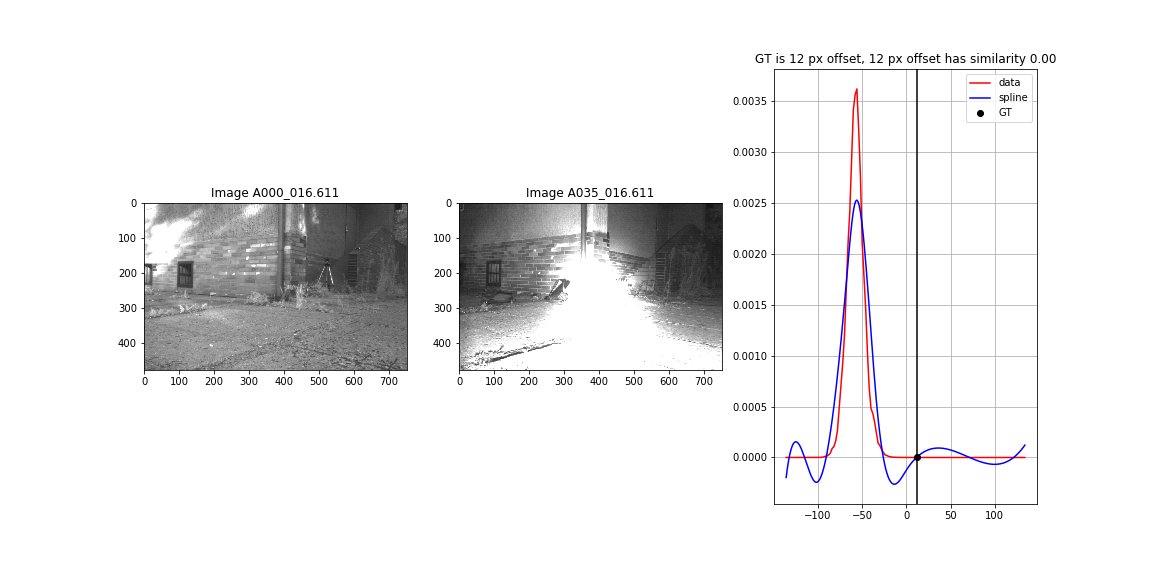 GT is 12 px offset, 12 px offset has similarity 0.00
Image A000_016.611
Image A035_016.611
0
100
200
300
400
0 100 200 300 400 500 600 700
0
100
200
300
400
0 100 200 300 400 500 600 700
data
spline
GT
0.0035
0.0030
0.0025
0.0020
0.0015
0.0010
0.0005
0.0000
−100 −50 0 50 100